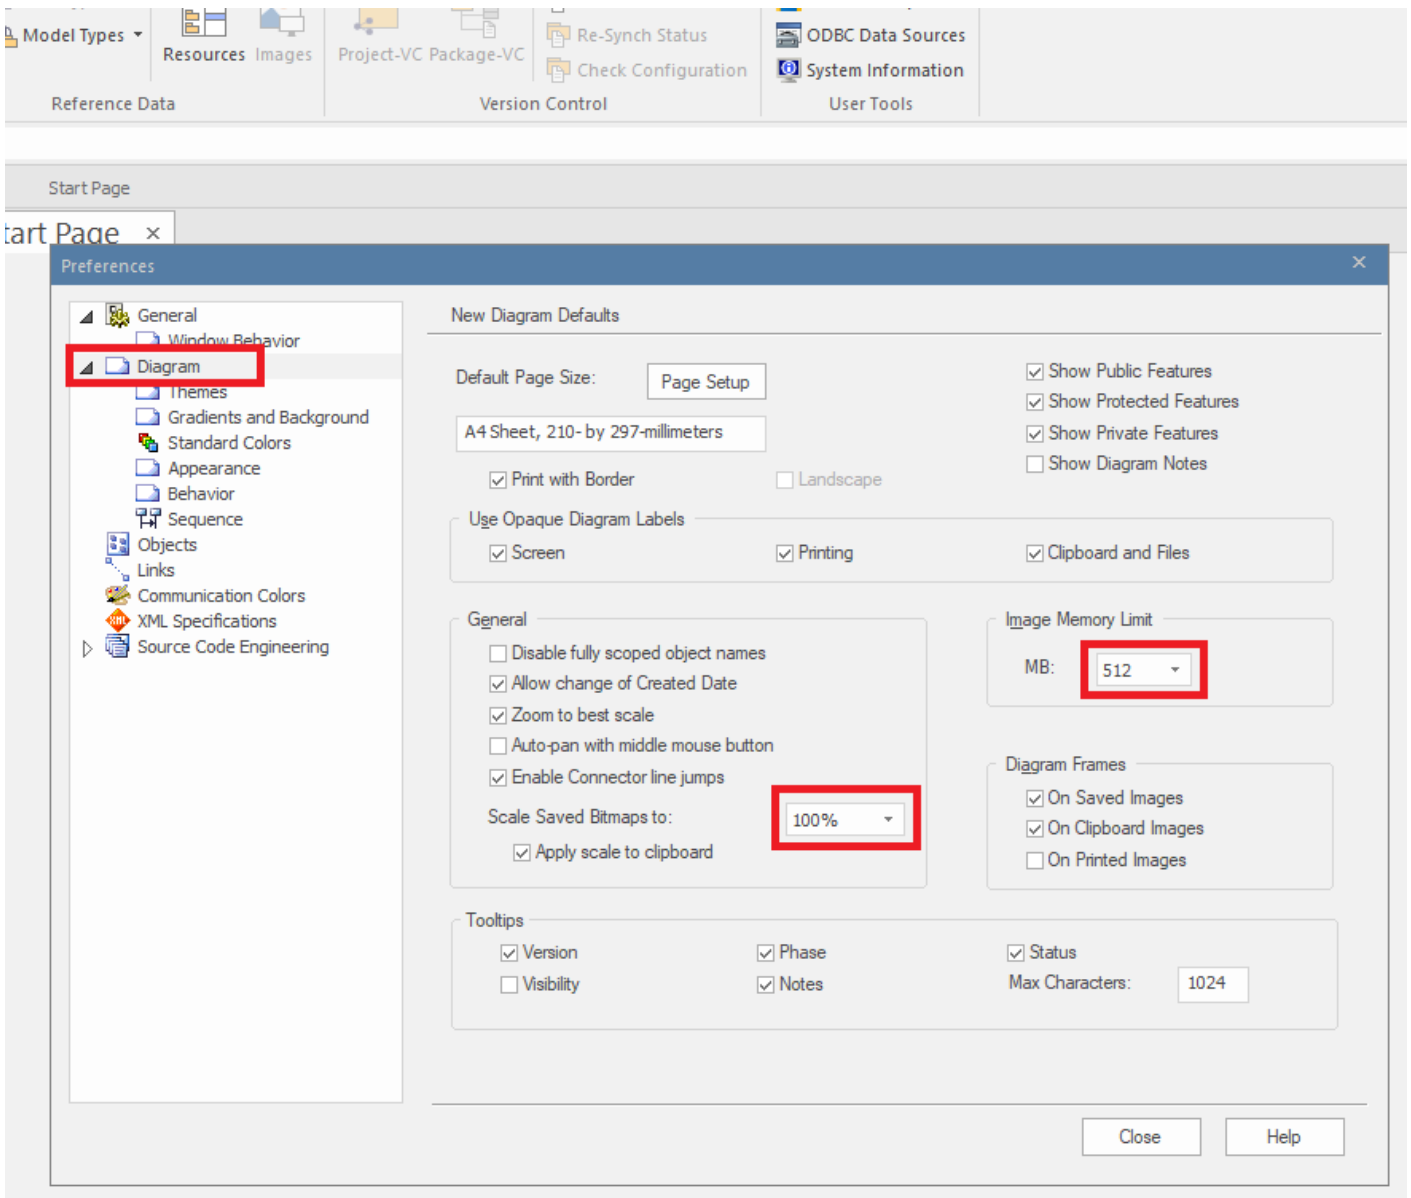 Model Types
Resources
Images
Project-VC
Package-VC
Re-Synch Status
Check Configuration
ODBC Data Sources
System Information
Reference Data
Version Control
User Tools
Start Page
tart Page
Preferences
General
Window Behavior
Diagram
Themes
Gradients and Background
Standard Colors
Appearance
Behavior
Sequence
Objects
Links
Communication Colors
XML Specifications
Source Code Engineering
New Diagram Defaults
Default Page Size:
Page Setup
A4 Sheet, 210- by 297-millimeters
Print with Border
Landscape
Show Public Features
Show Protected Features
Show Private Features
Show Diagram Notes
Use Opaque Diagram Labels
Screen
Printing
Clipboard and Files
General
Disable fully scoped object names
Allow change of Created Date
Zoom to best scale
Auto-pan with middle mouse button
Enable Connector line jumps
Scale Saved Bitmaps to:
100%
Apply scale to clipboard
Image Memory Limit
MB:
512
Diagram Frames
On Saved Images
On Clipboard Images
On Printed Images
Tooltips
Version
Phase
Status
Visibility
Notes
Max Characters:
1024
Close
Help